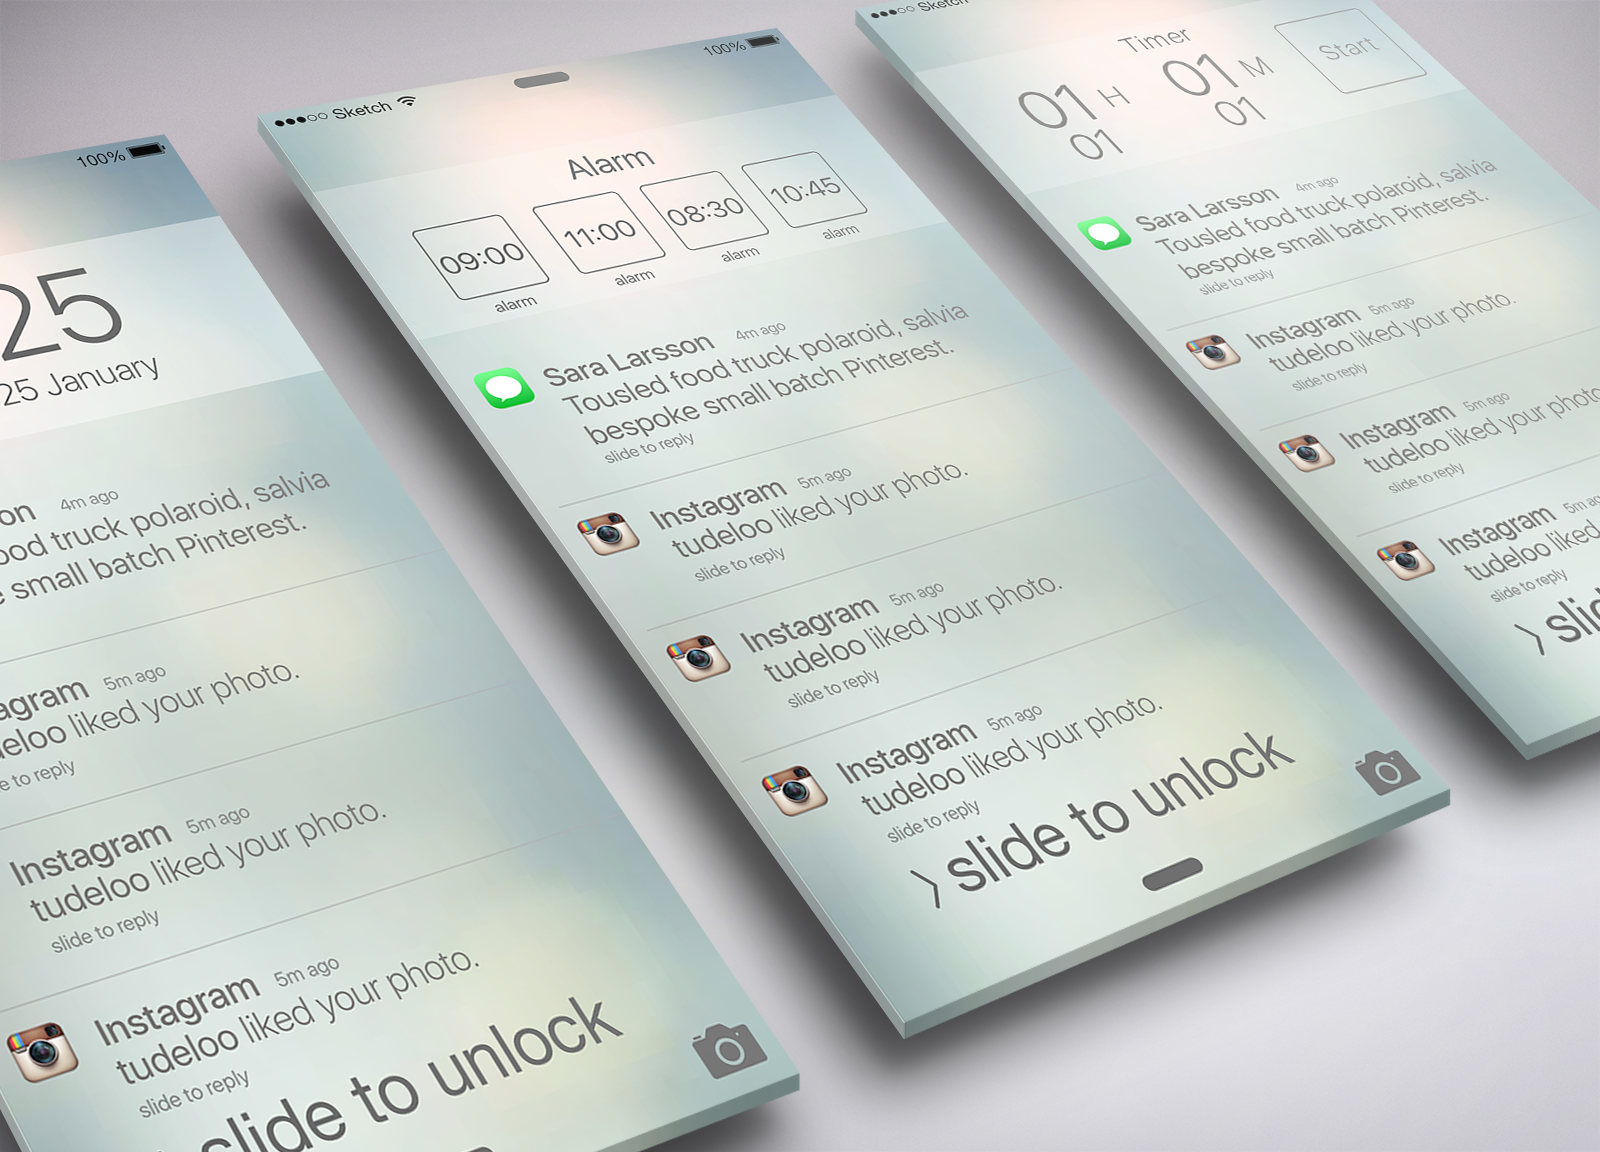 100%
25
25 January
on 4m ago
ood truck polaroid, salvia
small batch Pinterest.
agram 5m ago
eloo liked your photo.
e to reply
Instagram 5m ago
tudeloo liked your photo.
slide to reply
Instagram 5m ago
tudeloo liked your photo.
slide to reply
slide to unlock
Sketch
100%
Alarm
09:00
11:00
08:30
10:45
alarm
alarm
alarm
alarm
Sara Larsson 4m ago
Tousled food truck polaroid, salvia
bespoke small batch Pinterest.
slide to reply
Instagram 5m ago
tudeloo liked your photo.
slide to reply
Instagram 5m ago
tudeloo liked your photo.
slide to reply
Instagram 5m ago
tudeloo liked your photo.
slide to reply
slide to unlock
Sketch
Timer
01 H 01 M
01 01
Start
Sara Larsson 4m ago
Tousled food truck polaroid, salvia
bespoke small batch Pinterest.
slide to reply
Instagram 5m ago
tudeloo liked your photo.
slide to reply
Instagram 5m ago
tudeloo liked your photo
slide to reply
Instagram 5m ago
tudeloo liked
slide to reply
slid